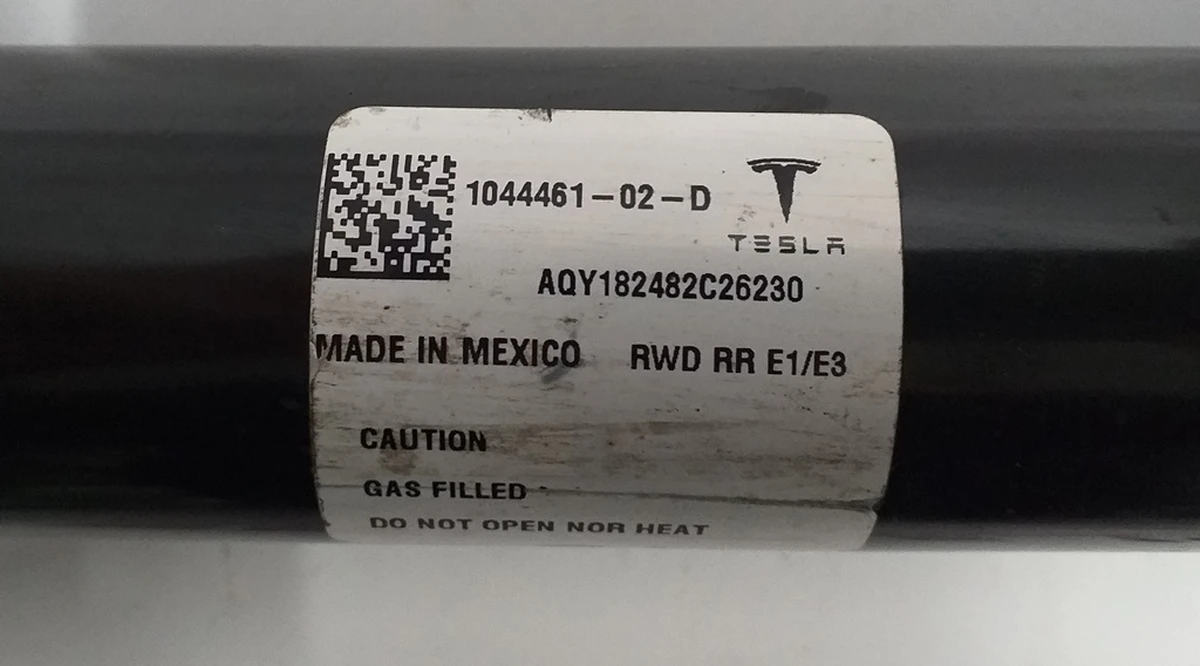 1044461-02-D
TESLA
AQY182482C26230
MADE IN MEXICO RWD RR E1/E3
CAUTION
GAS FILLED
DO NOT OPEN NOR HEAT